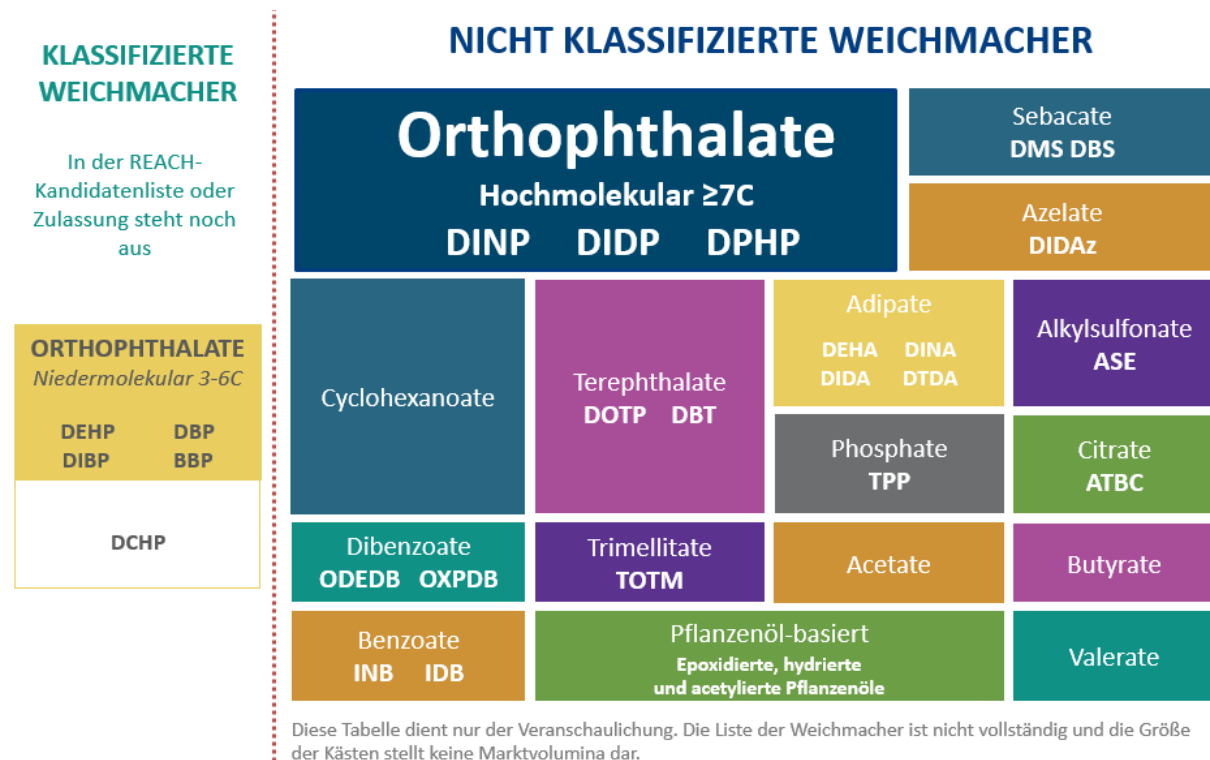 KLASSIFIZIERTE
WEICHMACHER
In der REACH-
Kandidatenliste oder
Zulassung steht noch
aus
ORTHOPHTHALATE
Niedermolekular 3-6C
DEHP DBP
DIBP BBP
DCHP
NICHT KLASSIFIZIERTE WEICHMACHER
Orthophthalate
Hochmolekular ≥7C
DINP DIDP DPHP
Sebacate
DMS DBS
Azelate
DIDAz
Cyclohexanoate
Terephthalate
DOTP DBT
Adipate
DEHA DINA
DIDA DTDA
Alkylsulfonate
ASE
Phosphate
TPP
Citrate
ATBC
Dibenzoate
ODEDB OXPDB
Trimellitate
TOTM
Acetate
Butyrate
Benzoate
INB IDB
Pflanzenöl-basiert
Epoxidierte, hydrierte
und acetylierte Pflanzenöle
Valerate
Diese Tabelle dient nur der Veranschaulichung. Die Liste der Weichmacher ist nicht vollständig und die Größe
der Kästen stellt keine Marktvolumina dar.